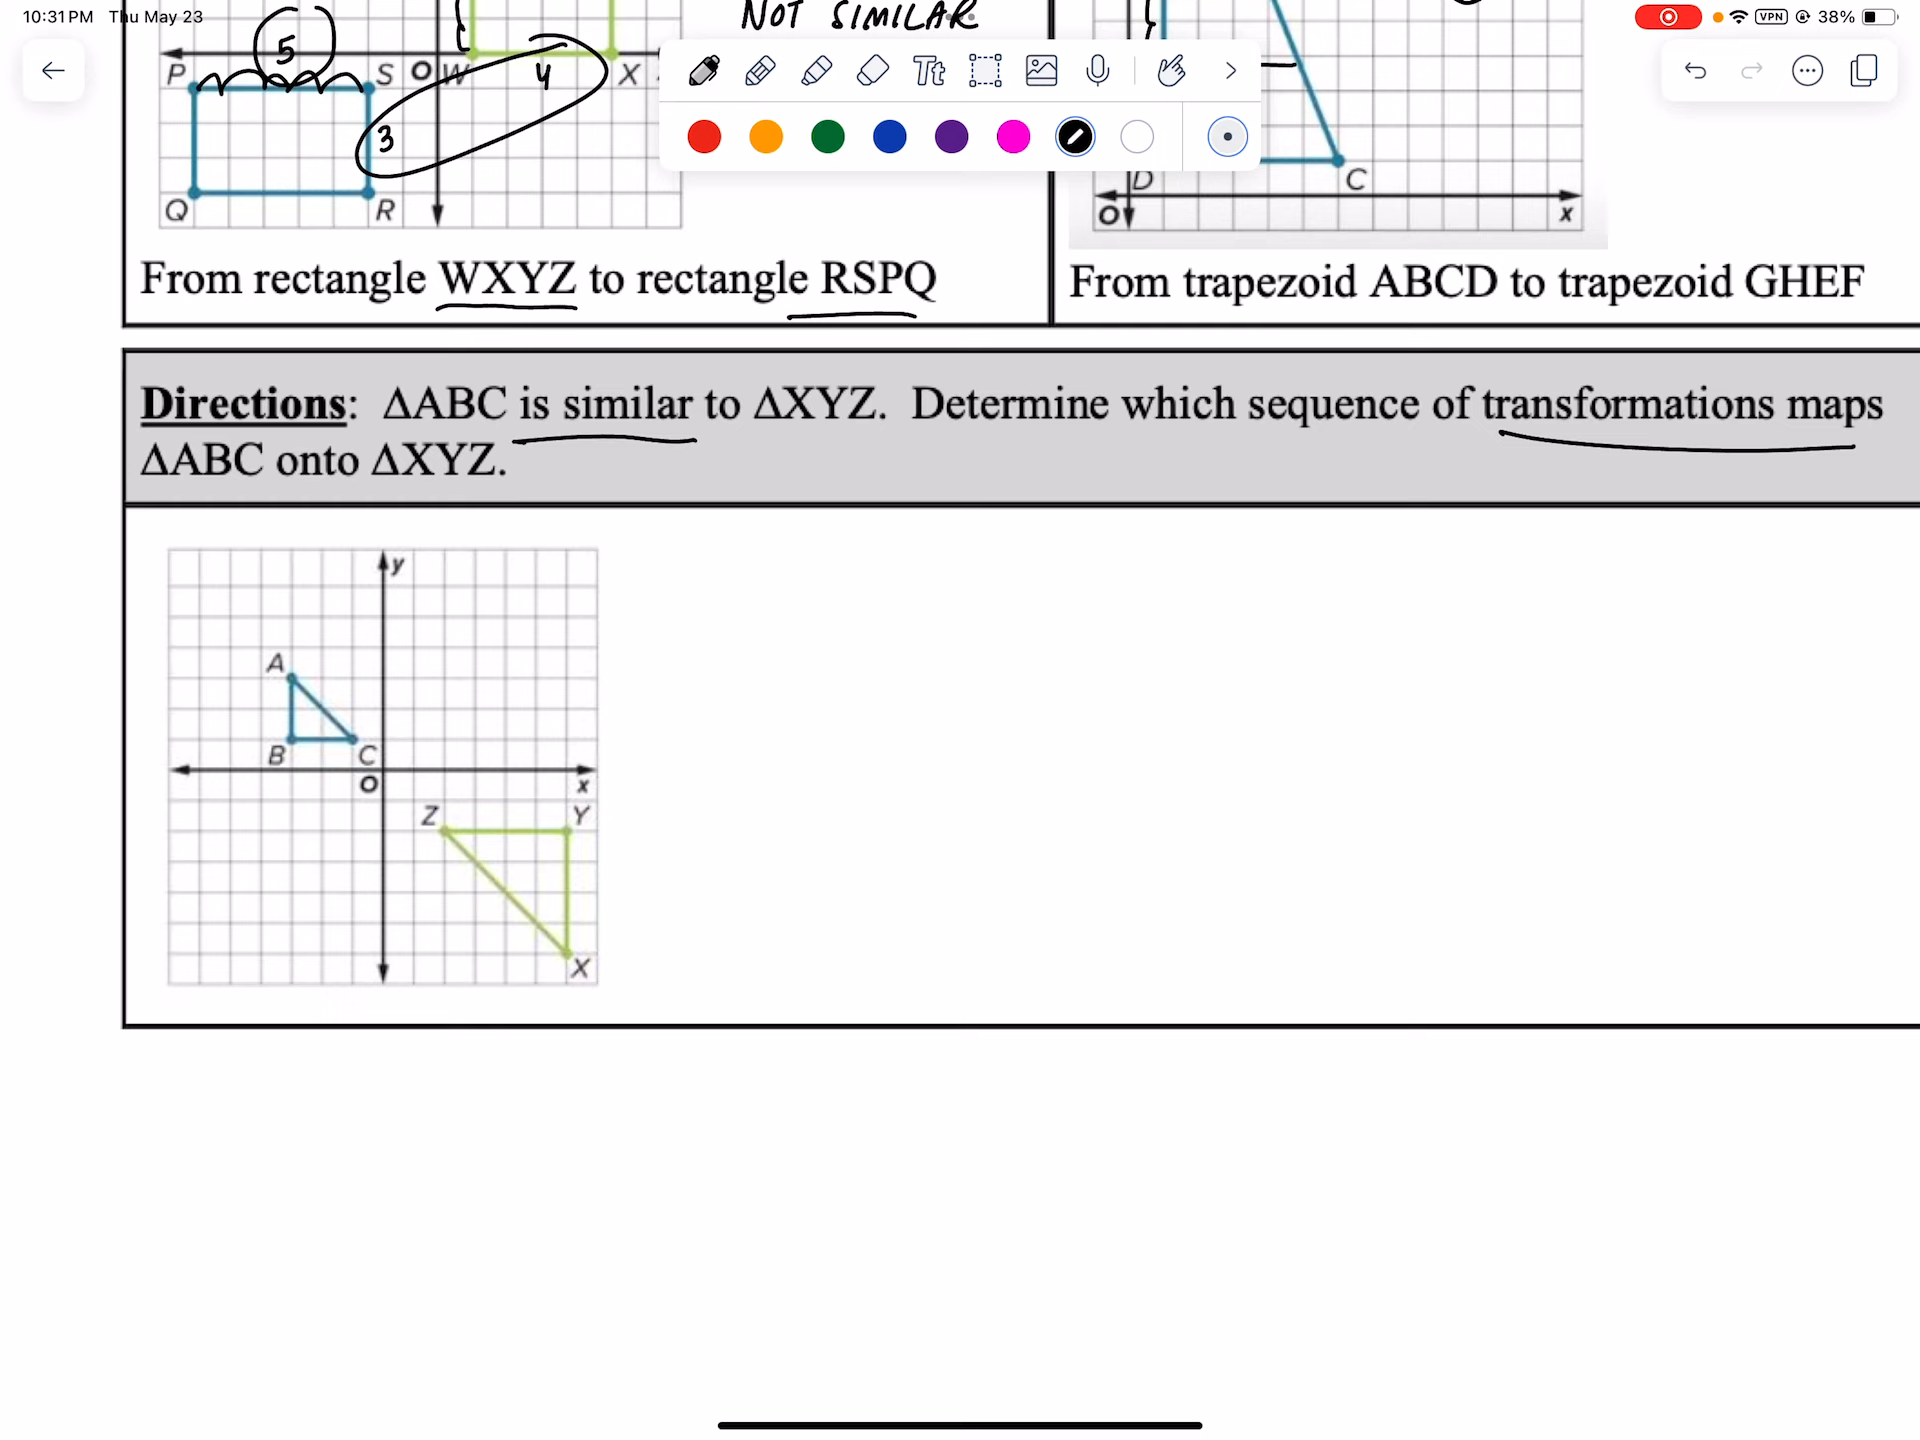 10:31 PM Thu May 23
VPN
38%
NOT SIMILAR
5
P
S
O
W
4
X
3
Q
R
Tt
D
C
O
x
From rectangle WXYZ to rectangle RSPQ
From trapezoid ABCD to trapezoid GHEF
Directions: ΔABC is similar to ΔXYZ. Determine which sequence of transformations maps
ΔABC onto ΔXYZ.
y
A
B
C
O
x
Z
Y
X